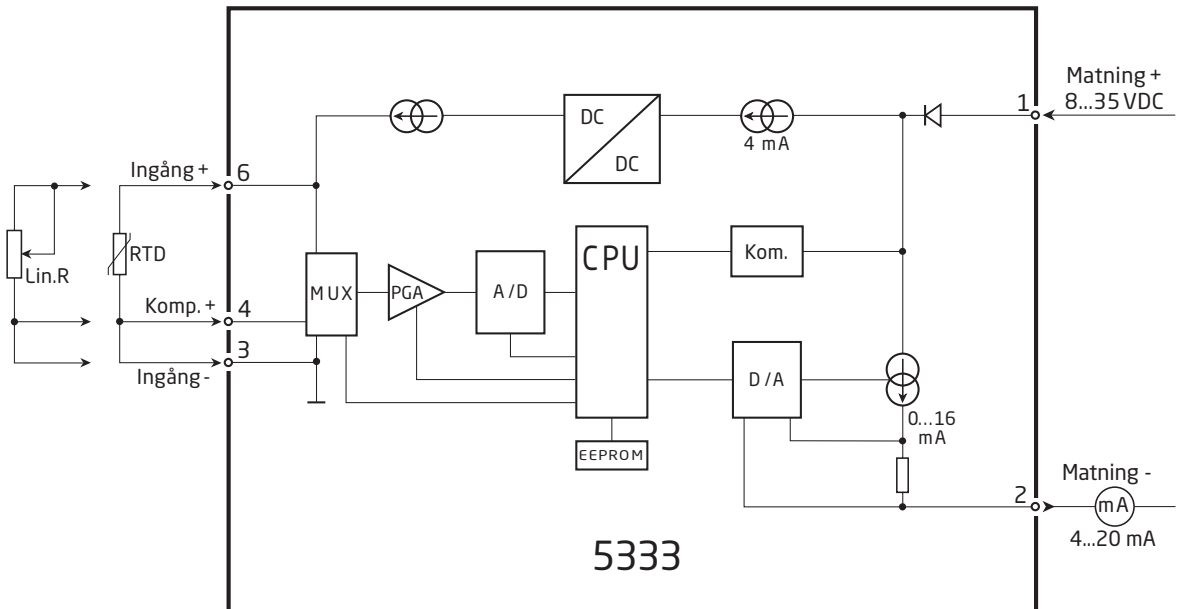 Matning +
8...35 VDC
1
DC
DC
4 mA
Ingång +
6
RTD
Lin.R
CPU
Kom.
MUX
PGA
A/D
Komp. +
4
3
Ingång -
D/A
0...16
mA
EEPROM
Matning -
2
mA
4...20 mA
5333